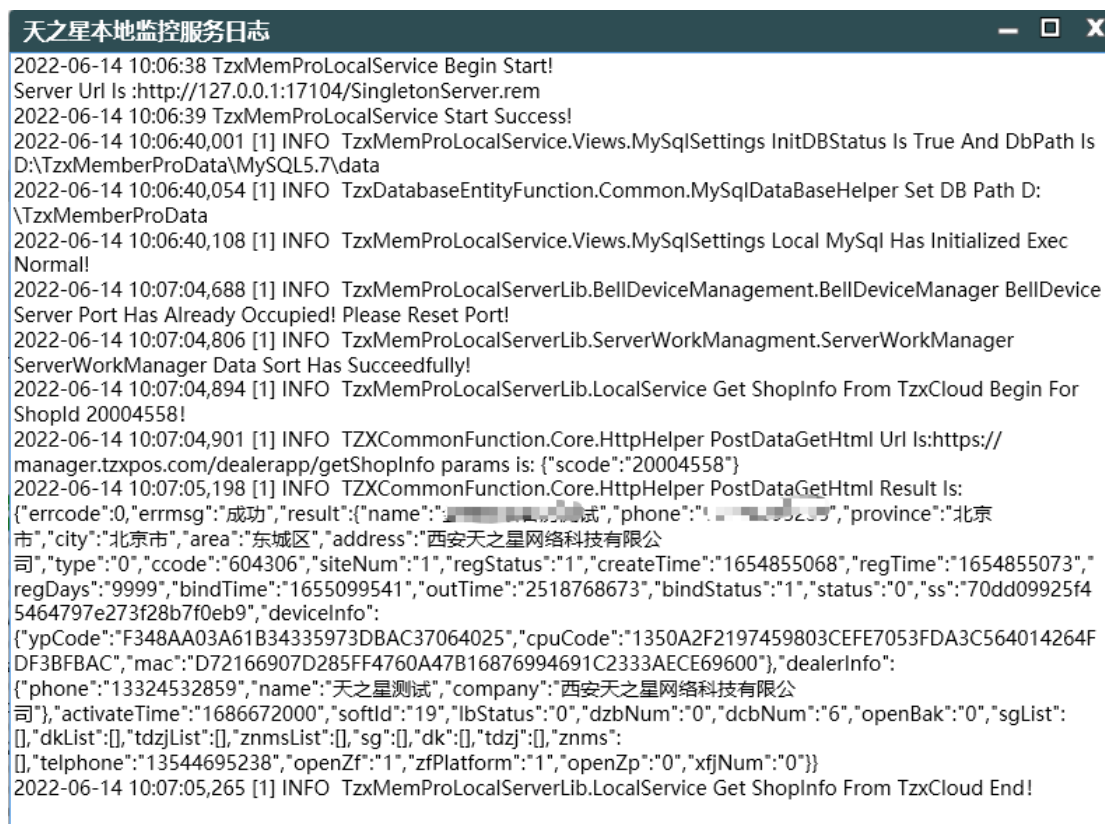 天之星本地监控服务日志
2022-06-14 10:06:38 TzxMemProLocalService Begin Start!
Server Url Is :http://127.0.0.1:17104/SingletonServer.rem
2022-06-14 10:06:39 TzxMemProLocalService Start Success!
2022-06-14 10:06:40,001 [1] INFO  TzxMemProLocalService.Views.MySqlSettings InitDBStatus Is True And DbPath Is
D:\TzxMemberProData\MySQL5.7\data
2022-06-14 10:06:40,054 [1] INFO  TzxDatabaseEntityFunction.Common.MySqlDataBaseHelper Set DB Path D:
\TzxMemberProData
2022-06-14 10:06:40,108 [1] INFO  TzxMemProLocalService.Views.MySqlSettings Local MySql Has Initialized Exec
Normal!
2022-06-14 10:07:04,688 [1] INFO  TzxMemProLocalServerLib.BellDeviceManagement.BellDeviceManager BellDevice
Server Port Has Already Occupied! Please Reset Port!
2022-06-14 10:07:04,806 [1] INFO  TzxMemProLocalServerLib.ServerWorkManagment.ServerWorkManager
ServerWorkManager Data Sort Has Succeedfully!
2022-06-14 10:07:04,894 [1] INFO  TzxMemProLocalServerLib.LocalService Get ShopInfo From TzxCloud Begin For
ShopId 20004558!
2022-06-14 10:07:04,901 [1] INFO  TZXCommonFunction.Core.HttpHelper PostDataGetHtml Url Is:https://
manager.tzxpos.com/dealerapp/getShopInfo params is: {"scode":"20004558"}
2022-06-14 10:07:05,198 [1] INFO  TZXCommonFunction.Core.HttpHelper PostDataGetHtml Result Is:
{"errcode":0,"errmsg":"成功","result":{"name":"试","phone":"","province":"北京
市","city":"北京市","area":"东城区","address":"西安天之星网络科技有限公
司","type":"0","ccode":"604306","siteNum":"1","regStatus":"1","createTime":"1654855068","regTime":"1654855073","
regDays":"9999","bindTime":"1655099541","outTime":"2518768673","bindStatus":"1","status":"0","ss":"70dd09925f4
5464797e273f28b7f0eb9","deviceInfo":
{"ypCode":"F348AA03A61B34335973DBAC37064025","cpuCode":"1350A2F2197459803CEFE7053FDA3C564014264F
DF3BFBAC","mac":"D72166907D285FF4760A47B16876994691C2333AECE69600"},"dealerInfo":
{"phone":"13324532859","name":"天之星测试","company":"西安天之星网络科技有限公
司"},"activateTime":"1686672000","softId":"19","lbStatus":"0","dzbNum":"0","dcbNum":"6","openBak":"0","sgList":
[],"dkList":[],"tdzjList":[],"znmsList":[],"sg":[],"dk":[],"tdzj":[],"znms":
[],"telphone":"13544695238","openZf":"1","zfPlatform":"1","openZp":"0","xfjNum":"0"}}
2022-06-14 10:07:05,265 [1] INFO  TzxMemProLocalServerLib.LocalService Get ShopInfo From TzxCloud End!